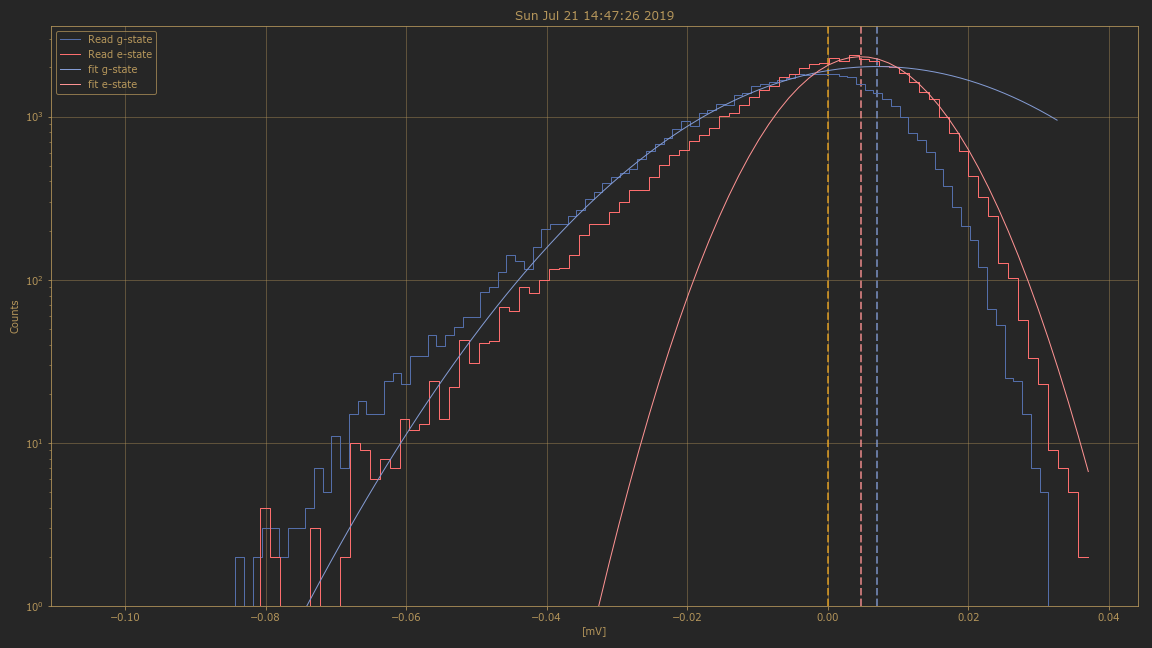 Sun Jul 21 14:47:26 2019
Read g-state
Read e-state
fit g-state
fit e-state
10³
10²
10¹
10⁰
Counts
−0.10 −0.08 −0.06 −0.04 −0.02 0.00 0.02 0.04
[mV]